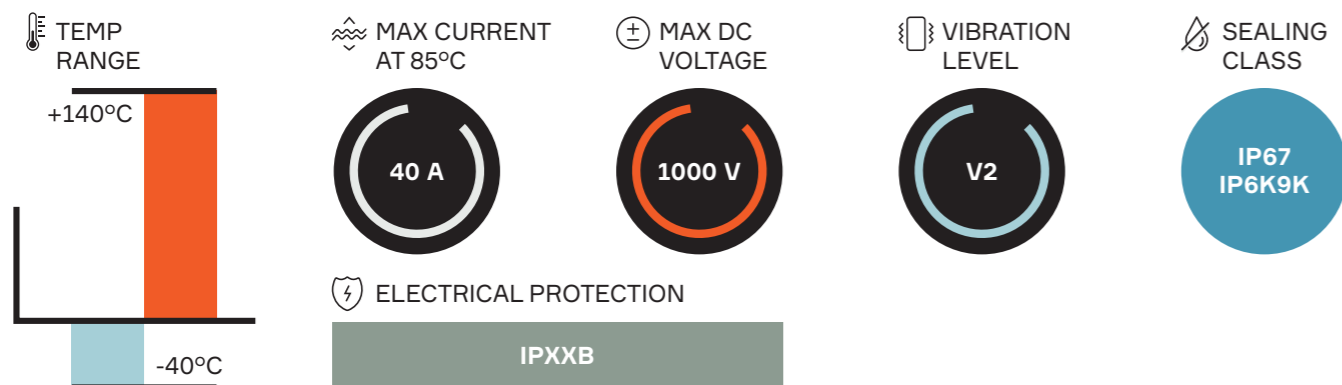 TEMP
RANGE
+140°C
-40°C
MAX CURRENT
AT 85°C
40 A
MAX DC
VOLTAGE
1000 V
VIBRATION
LEVEL
V2
SEALING
CLASS
IP67
IP6K9K
ELECTRICAL PROTECTION
IPXXB